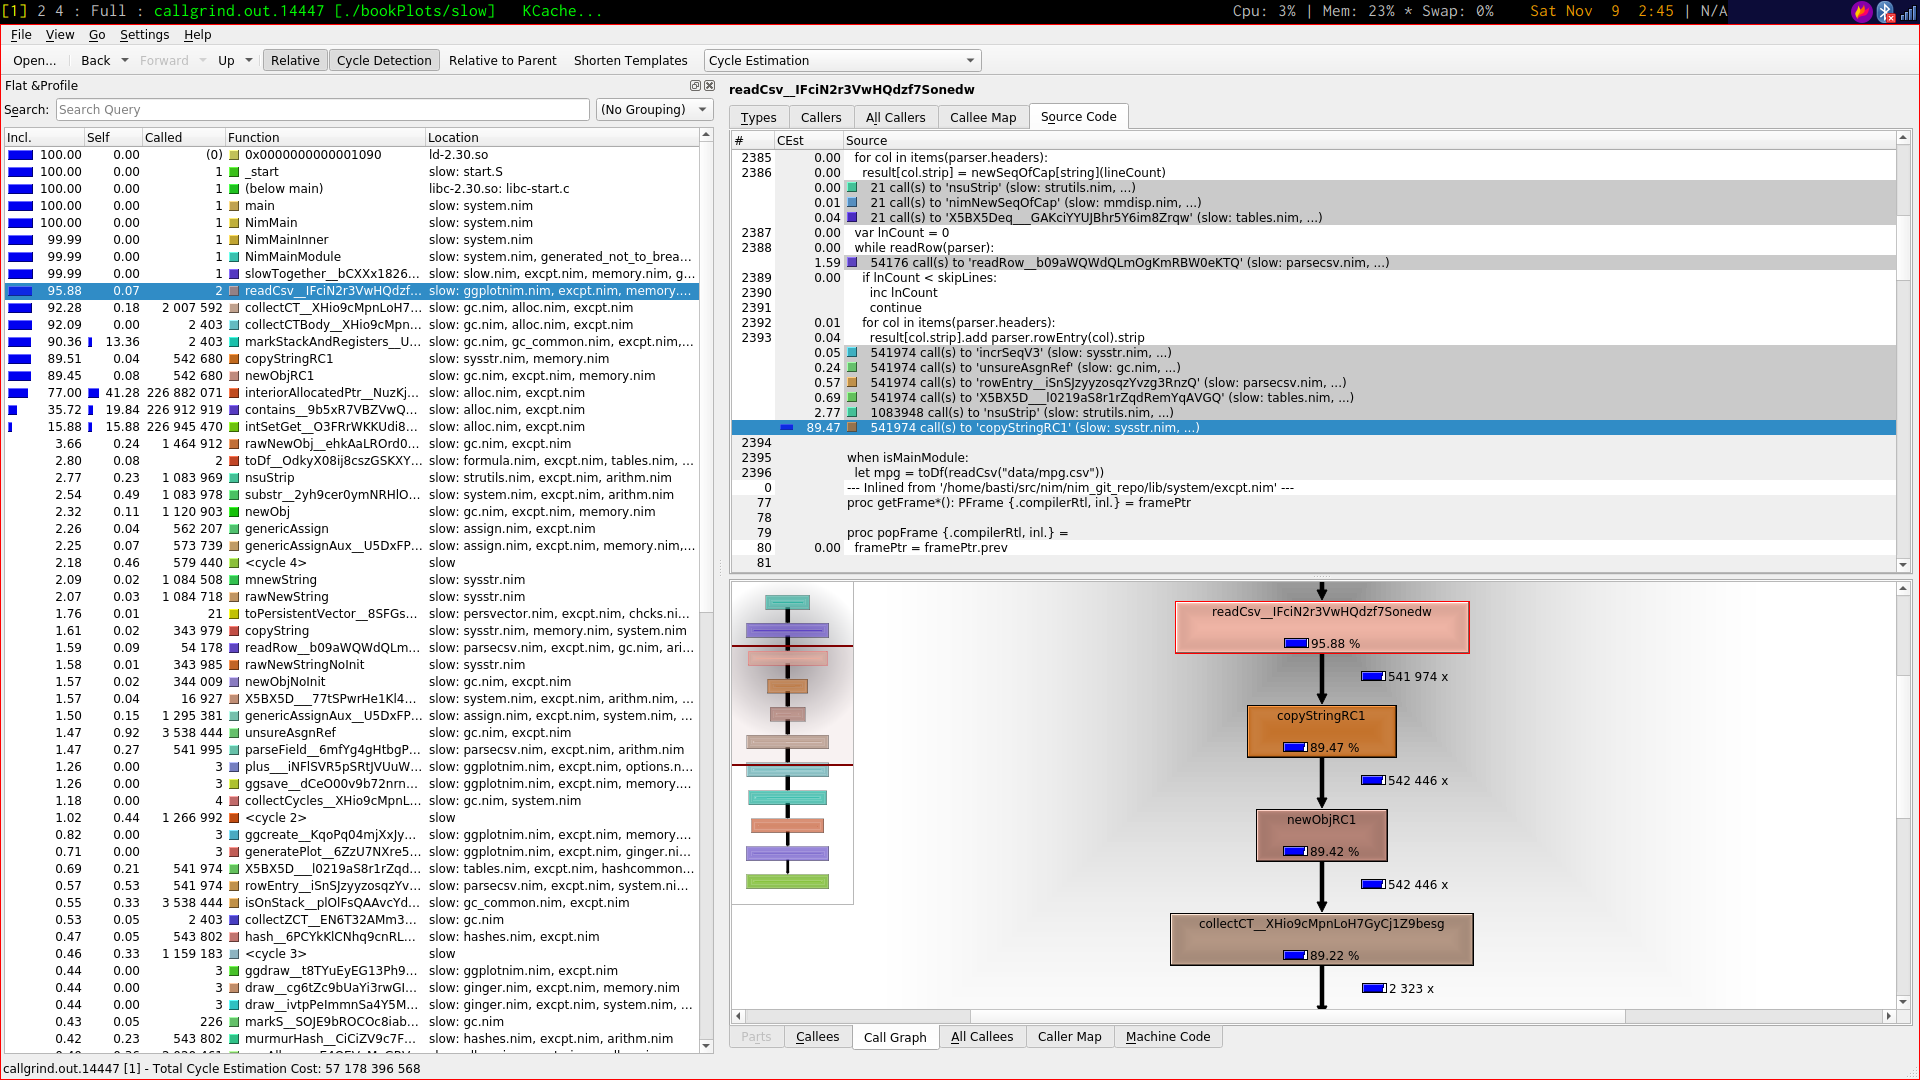 [1] 2 4 : Full : callgrind.out.14447 [./bookPlots/slow]   KCache...
Cpu: 3% | Mem: 23% * Swap: 0%    Sat Nov  9  2:45 | N/A
File View Go Settings Help
Open... Back Forward Up Relative Cycle Detection Relative to Parent Shorten Templates Cycle Estimation
Flat &Profile
Search: Search Query (No Grouping)
Incl. Self Called Function Location
100.00 0.00 (0) 0x0000000000001090 ld-2.30.so
100.00 0.00 1 _start slow: start.S
100.00 0.00 1 (below main) libc-2.30.so: libc-start.c
100.00 0.00 1 main slow: system.nim
100.00 0.00 1 NimMain slow: system.nim
99.99 0.00 1 NimMainInner slow: system.nim
99.99 0.00 1 NimMainModule slow: system.nim, generated_not_to_brea...
99.99 0.00 1 slowTogether__bCXXx1826... slow: slow.nim, excpt.nim, memory.nim, g...
95.88 0.07 2 readCsv__IFciN2r3VwHQdzf... slow: ggplotnim.nim, excpt.nim, memory....
92.28 0.18 2 007 592 collectCT__XHio9cMpnLoH7... slow: gc.nim, alloc.nim, excpt.nim
92.09 0.00 2 403 collectCTBody__XHio9cMpn... slow: gc.nim, alloc.nim, excpt.nim
90.36 13.36 2 403 markStackAndRegisters__U... slow: gc.nim, gc_common.nim, excpt.nim,...
89.51 0.04 542 680 copyStringRC1 slow: sysstr.nim, memory.nim
89.45 0.08 542 680 newObjRC1 slow: gc.nim, excpt.nim, memory.nim
77.00 41.28 226 882 071 interiorAllocatedPtr__NuzKj... slow: alloc.nim, excpt.nim
35.72 19.84 226 912 919 contains__9b5xR7VBZVwQ... slow: alloc.nim, excpt.nim
15.88 15.88 226 945 470 intSetGet__O3FRrWKKUdi8... slow: alloc.nim, excpt.nim
3.66 0.24 1 464 912 rawNewObj__ehkAaLROrd0... slow: gc.nim, excpt.nim
2.80 0.08 2 toDf__OdkyX08ij8cszGSKXY... slow: formula.nim, excpt.nim, tables.nim, ...
2.77 0.23 1 083 969 nsuStrip slow: strutils.nim, excpt.nim, arithm.nim
2.54 0.49 1 083 978 substr__2yh9cer0ymNRHlO... slow: system.nim, excpt.nim, arithm.nim
2.32 0.11 1 120 903 newObj slow: gc.nim, excpt.nim, memory.nim
2.26 0.04 562 207 genericAssign slow: assign.nim, excpt.nim
2.25 0.07 573 739 genericAssignAux__U5DxFP... slow: assign.nim, excpt.nim, memory.nim,...
2.18 0.46 579 440 <cycle 4> slow
2.09 0.02 1 084 508 mnewString slow: sysstr.nim
2.07 0.03 1 084 718 rawNewString slow: sysstr.nim
1.76 0.01 21 toPersistentVector__8SFGs... slow: persvector.nim, excpt.nim, chcks.ni...
1.61 0.02 343 979 copyString slow: sysstr.nim, memory.nim, system.nim
1.59 0.09 54 178 readRow__b09aWQWdQLm... slow: parsecsv.nim, excpt.nim, gc.nim, ari...
1.58 0.01 343 985 rawNewStringNoInit slow: sysstr.nim
1.57 0.02 344 009 newObjNoInit slow: gc.nim, excpt.nim
1.57 0.04 16 927 X5BX5D___77tSPwrHe1Kl4... slow: system.nim, excpt.nim, arithm.nim, ...
1.50 0.15 1 295 381 genericAssignAux__U5DxFP... slow: assign.nim, excpt.nim, system.nim, ...
1.47 0.92 3 538 444 unsureAsgnRef slow: gc.nim, excpt.nim
1.47 0.27 541 995 parseField__6mfYg4gHtbgP... slow: parsecsv.nim, excpt.nim, arithm.nim
1.26 0.00 3 plus___iNFlSVR5pSRtJVUuW... slow: ggplotnim.nim, excpt.nim, options.n...
1.26 0.00 3 ggsave__dCeO00v9b72nrn... slow: ggplotnim.nim, excpt.nim, memory....
1.18 0.00 4 collectCycles__XHio9cMpnL... slow: gc.nim, system.nim
1.02 0.44 1 266 992 <cycle 2> slow
0.82 0.00 3 ggcreate__KqoPq04mjXxJy... slow: ggplotnim.nim, excpt.nim, memory....
0.71 0.00 3 generatePlot__6ZzU7NXre5... slow: ggplotnim.nim, excpt.nim, ginger.ni...
0.69 0.21 541 974 X5BX5D___l0219aS8r1rZqd... slow: tables.nim, excpt.nim, hashcommon...
0.57 0.53 541 974 rowEntry__iSnSJzyyzosqzYv... slow: parsecsv.nim, excpt.nim, system.ni...
0.55 0.33 3 538 444 isOnStack__plOlFsQAAvcYd... slow: gc_common.nim, excpt.nim
0.53 0.05 2 403 collectZCT__EN6T32AMm3... slow: gc.nim
0.47 0.05 543 802 hash__6PCYkKlCNhq9cnRL... slow: hashes.nim, excpt.nim
0.46 0.33 1 159 183 <cycle 3> slow
0.44 0.00 3 ggdraw__t8TYuEyEG13Ph9... slow: ggplotnim.nim, excpt.nim
0.44 0.00 3 draw__cg6tZc9bUaYi3rwGI... slow: ginger.nim, excpt.nim, memory.nim
0.44 0.00 3 draw__ivtpPeImmnSa4Y5M... slow: ginger.nim, excpt.nim, system.nim, ...
0.43 0.05 226 markS__SOJE9bROCOc8iab... slow: gc.nim
0.42 0.23 543 802 murmurHash__CiCiZV9c7F... slow: hashes.nim, excpt.nim, arithm.nim
callgrind.out.14447 [1] - Total Cycle Estimation Cost: 57 178 396 568
readCsv__IFciN2r3VwHQdzf7Sonedw
Types Callers All Callers Callee Map Source Code
# CEst Source
2385 0.00 for col in items(parser.headers):
2386 0.00 result[col.strip] = newSeqOfCap[string](lineCount)
0.00 21 call(s) to 'nsuStrip' (slow: strutils.nim, ...)
0.01 21 call(s) to 'nimNewSeqOfCap' (slow: mmdisp.nim, ...)
0.04 21 call(s) to 'X5BX5Deq___GAKciYYUJBhr5Y6im8Zrqw' (slow: tables.nim, ...)
2387 0.00 var lnCount = 0
2388 0.00 while readRow(parser):
1.59 54176 call(s) to 'readRow__b09aWQWdQLmOgKmRBW0eKTQ' (slow: parsecsv.nim, ...)
2389 0.00 if lnCount < skipLines:
2390 inc lnCount
2391 continue
2392 0.01 for col in items(parser.headers):
2393 0.04 result[col.strip].add parser.rowEntry(col).strip
0.05 541974 call(s) to 'incrSeqV3' (slow: sysstr.nim, ...)
0.24 541974 call(s) to 'unsureAsgnRef' (slow: gc.nim, ...)
0.57 541974 call(s) to 'rowEntry__iSnSJzyyzosqzYvzg3RnzQ' (slow: parsecsv.nim, ...)
0.69 541974 call(s) to 'X5BX5D___l0219aS8r1rZqdRemYqAVGQ' (slow: tables.nim, ...)
2.77 1083948 call(s) to 'nsuStrip' (slow: strutils.nim, ...)
89.47 541974 call(s) to 'copyStringRC1' (slow: sysstr.nim, ...)
2394
2395 when isMainModule:
2396 let mpg = toDf(readCsv("data/mpg.csv"))
0 --- Inlined from '/home/basti/src/nim/nim_git_repo/lib/system/excpt.nim' ---
77 proc getFrame*(): PFrame {.compilerRtl, inl.} = framePtr
78
79 proc popFrame {.compilerRtl, inl.} =
80 0.00 framePtr = framePtr.prev
81
readCsv__IFciN2r3VwHQdzf7Sonedw
95.88 %
541 974 x
copyStringRC1
89.47 %
542 446 x
newObjRC1
89.42 %
542 446 x
collectCT__XHio9cMpnLoH7GyCj1Z9besg
89.22 %
2 323 x
Parts Callees Call Graph All Callees Caller Map Machine Code